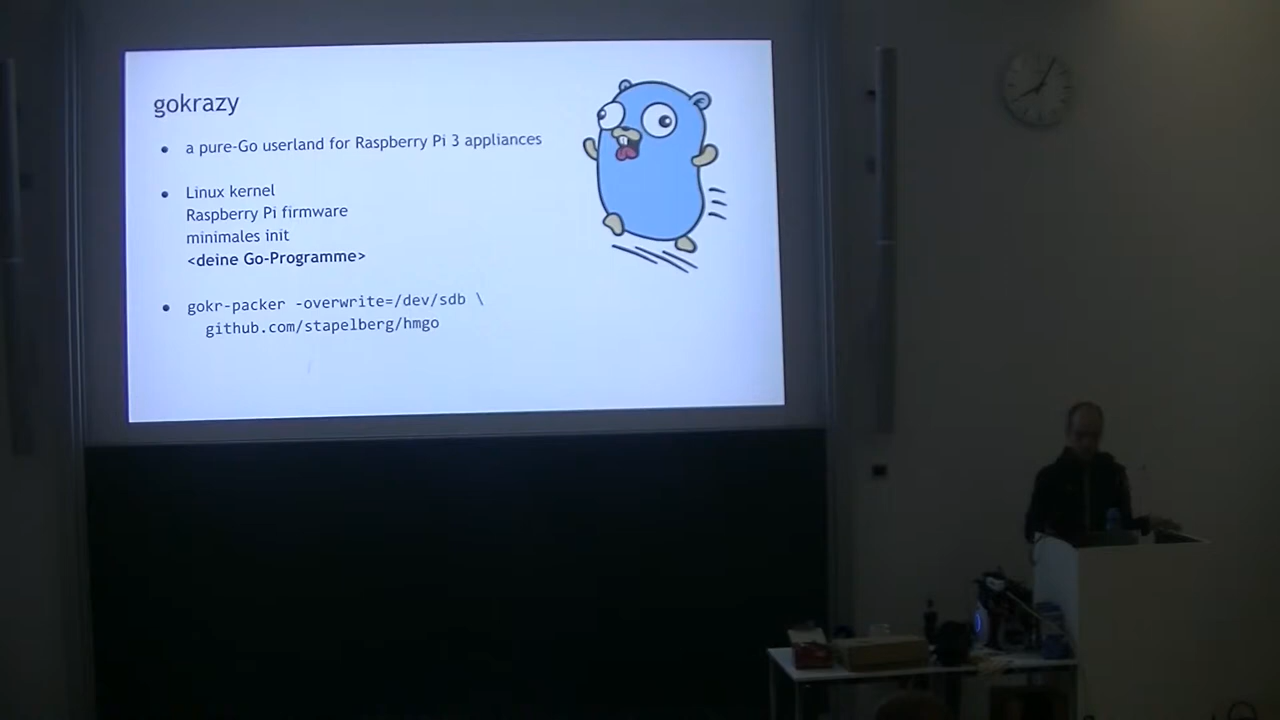 gokrazy
a pure-Go userland for Raspberry Pi 3 appliances
Linux kernel
Raspberry Pi firmware
minimales init
<deine Go-Programme>
gokr-packer -overwrite=/dev/sdb \
github.com/stapelberg/hmgo